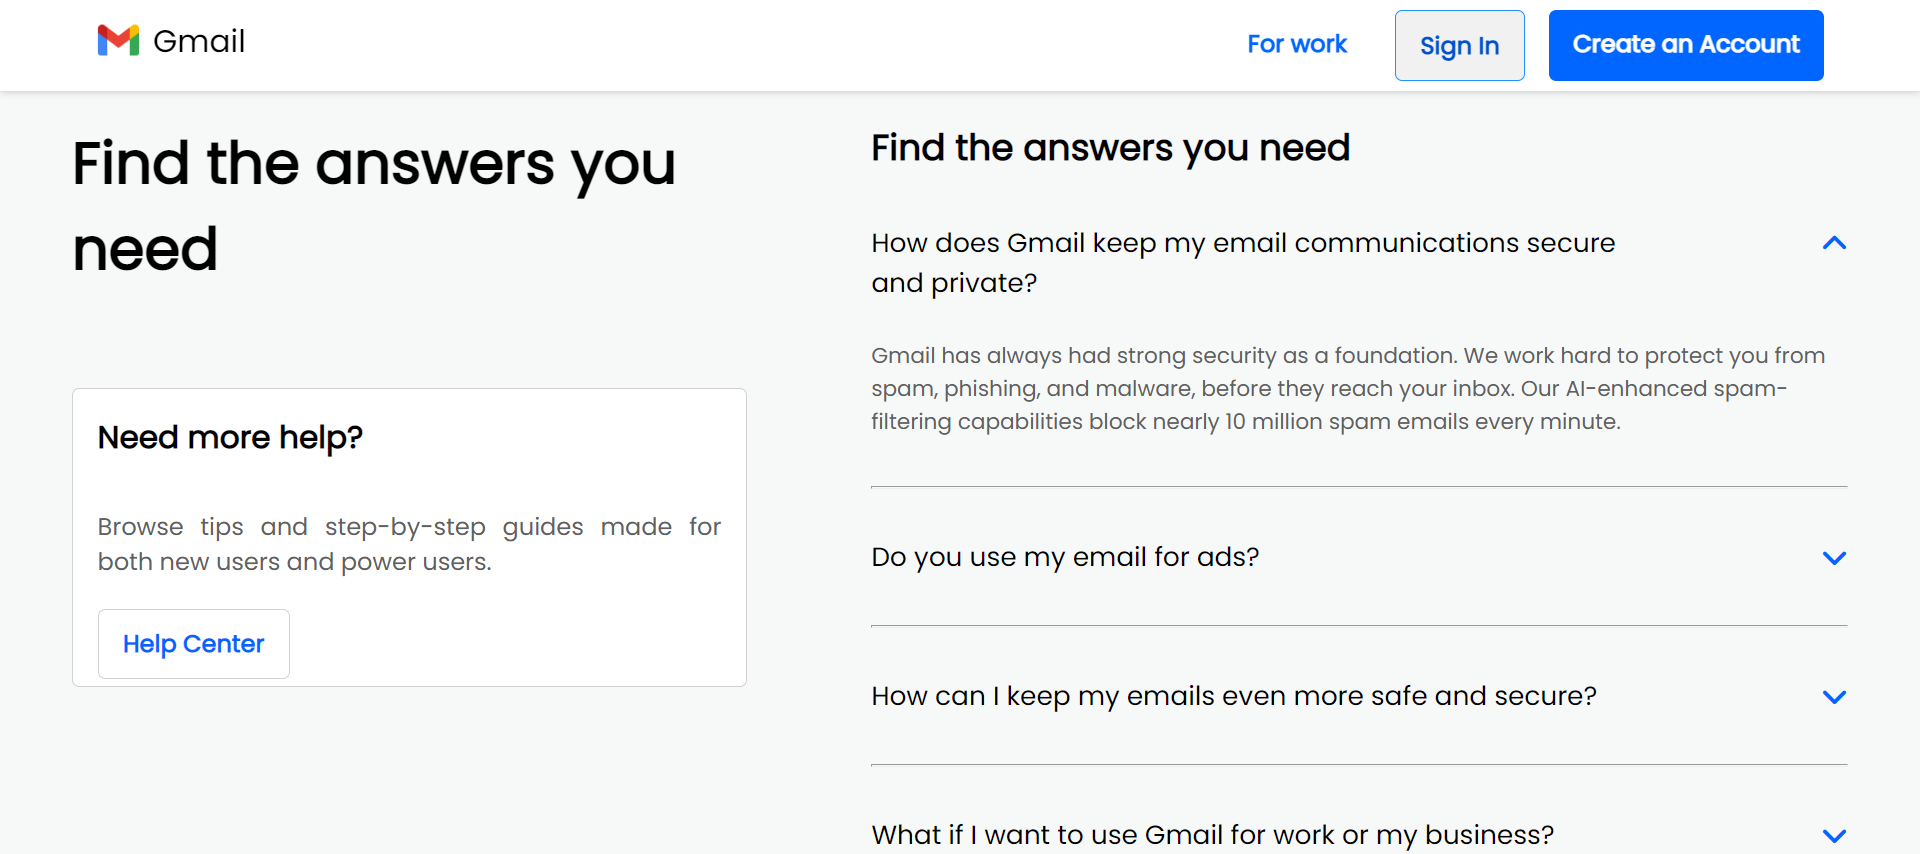 Gmail
For work
Sign In
Create an Account
Find the answers you
need
Need more help?
Browse tips and step-by-step guides made for
both new users and power users.
Help Center
Find the answers you need
How does Gmail keep my email communications secure
and private?
Gmail has always had strong security as a foundation. We work hard to protect you from
spam, phishing, and malware, before they reach your inbox. Our AI-enhanced spam-
filtering capabilities block nearly 10 million spam emails every minute.
Do you use my email for ads?
How can I keep my emails even more safe and secure?
What if I want to use Gmail for work or my business?